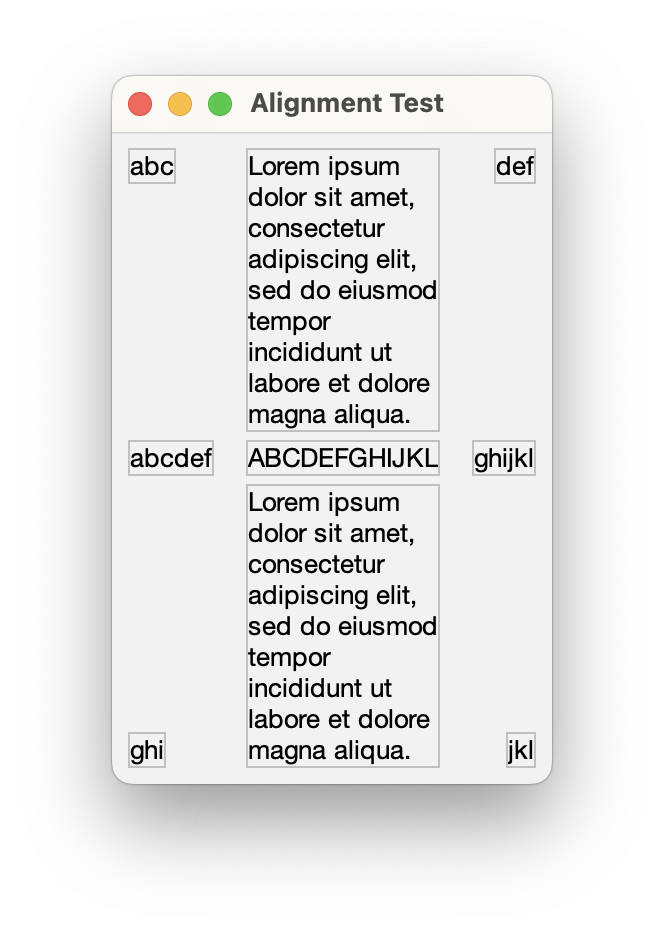 Alignment Test
abc
Lorem ipsum
dolor sit amet,
consectetur
adipiscing elit,
sed do eiusmod
tempor
incididunt ut
labore et dolore
magna aliqua.
def
abcdef
ABCDEFGHIJKL
ghijkl
ghi
Lorem ipsum
dolor sit amet,
consectetur
adipiscing elit,
sed do eiusmod
tempor
incididunt ut
labore et dolore
magna aliqua.
jkl